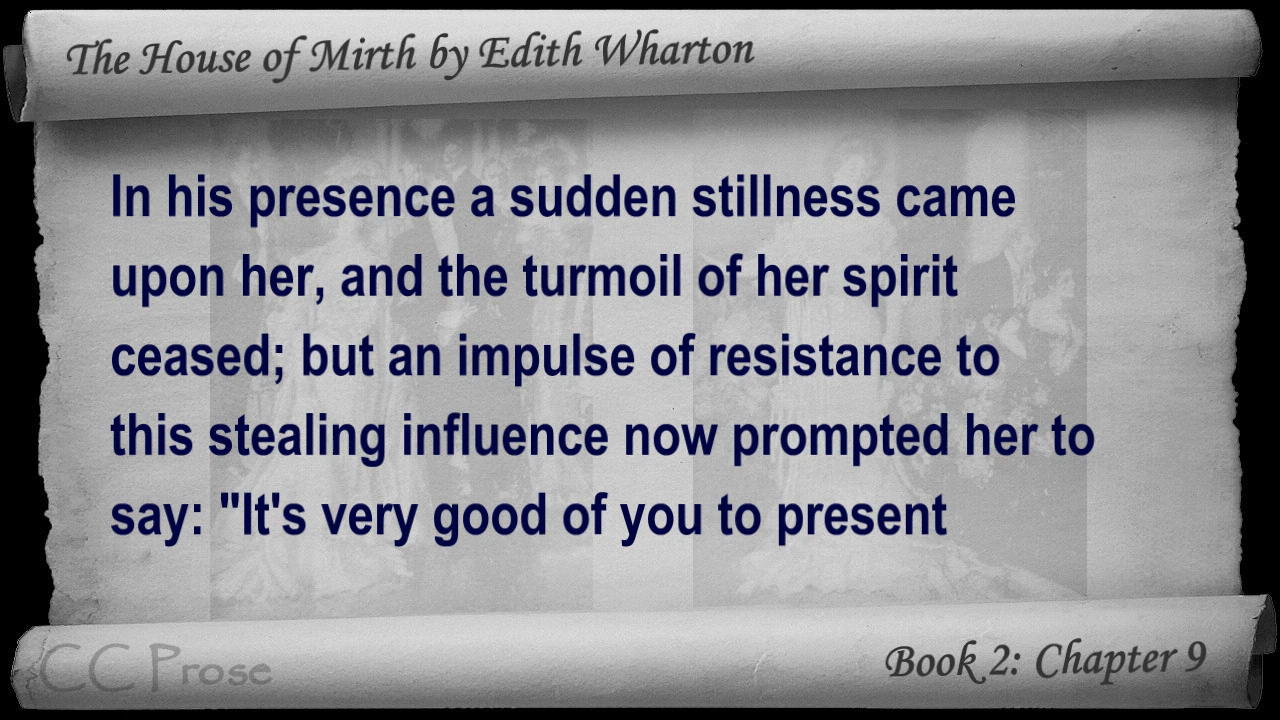 The House of Mirth by Edith Wharton
In his presence a sudden stillness came
upon her, and the turmoil of her spirit
ceased; but an impulse of resistance to
this stealing influence now prompted her to
say: "It's very good of you to present
CC Prose
Book 2: Chapter 9